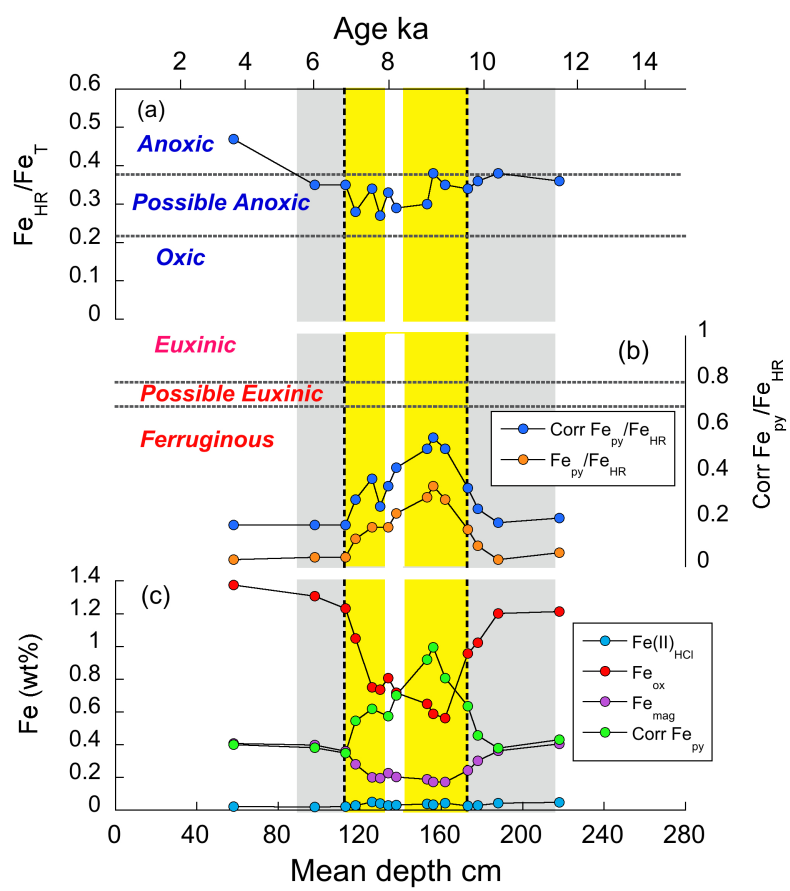 Age ka
2 4 6 8 10 12 14
0.6
(a)
0.5
Anoxic
0.4
Possible Anoxic
0.3
0.2
Oxic
0.1
0
Fe_HR/Fe_T
Euxinic
(b)
1
0.8
Possible Euxinic
0.6
Ferruginous
Corr Fe_py/Fe_HR
Fe_py/Fe_HR
0.4
0.2
0
Corr Fe_py/Fe_HR
1.4
(c)
1.2
1
0.8
0.6
0.4
0.2
0
Fe (wt%)
Fe(II)_HCl
Fe_ox
Fe_mag
Corr Fe_py
0 40 80 120 160 200 240 280
Mean depth cm